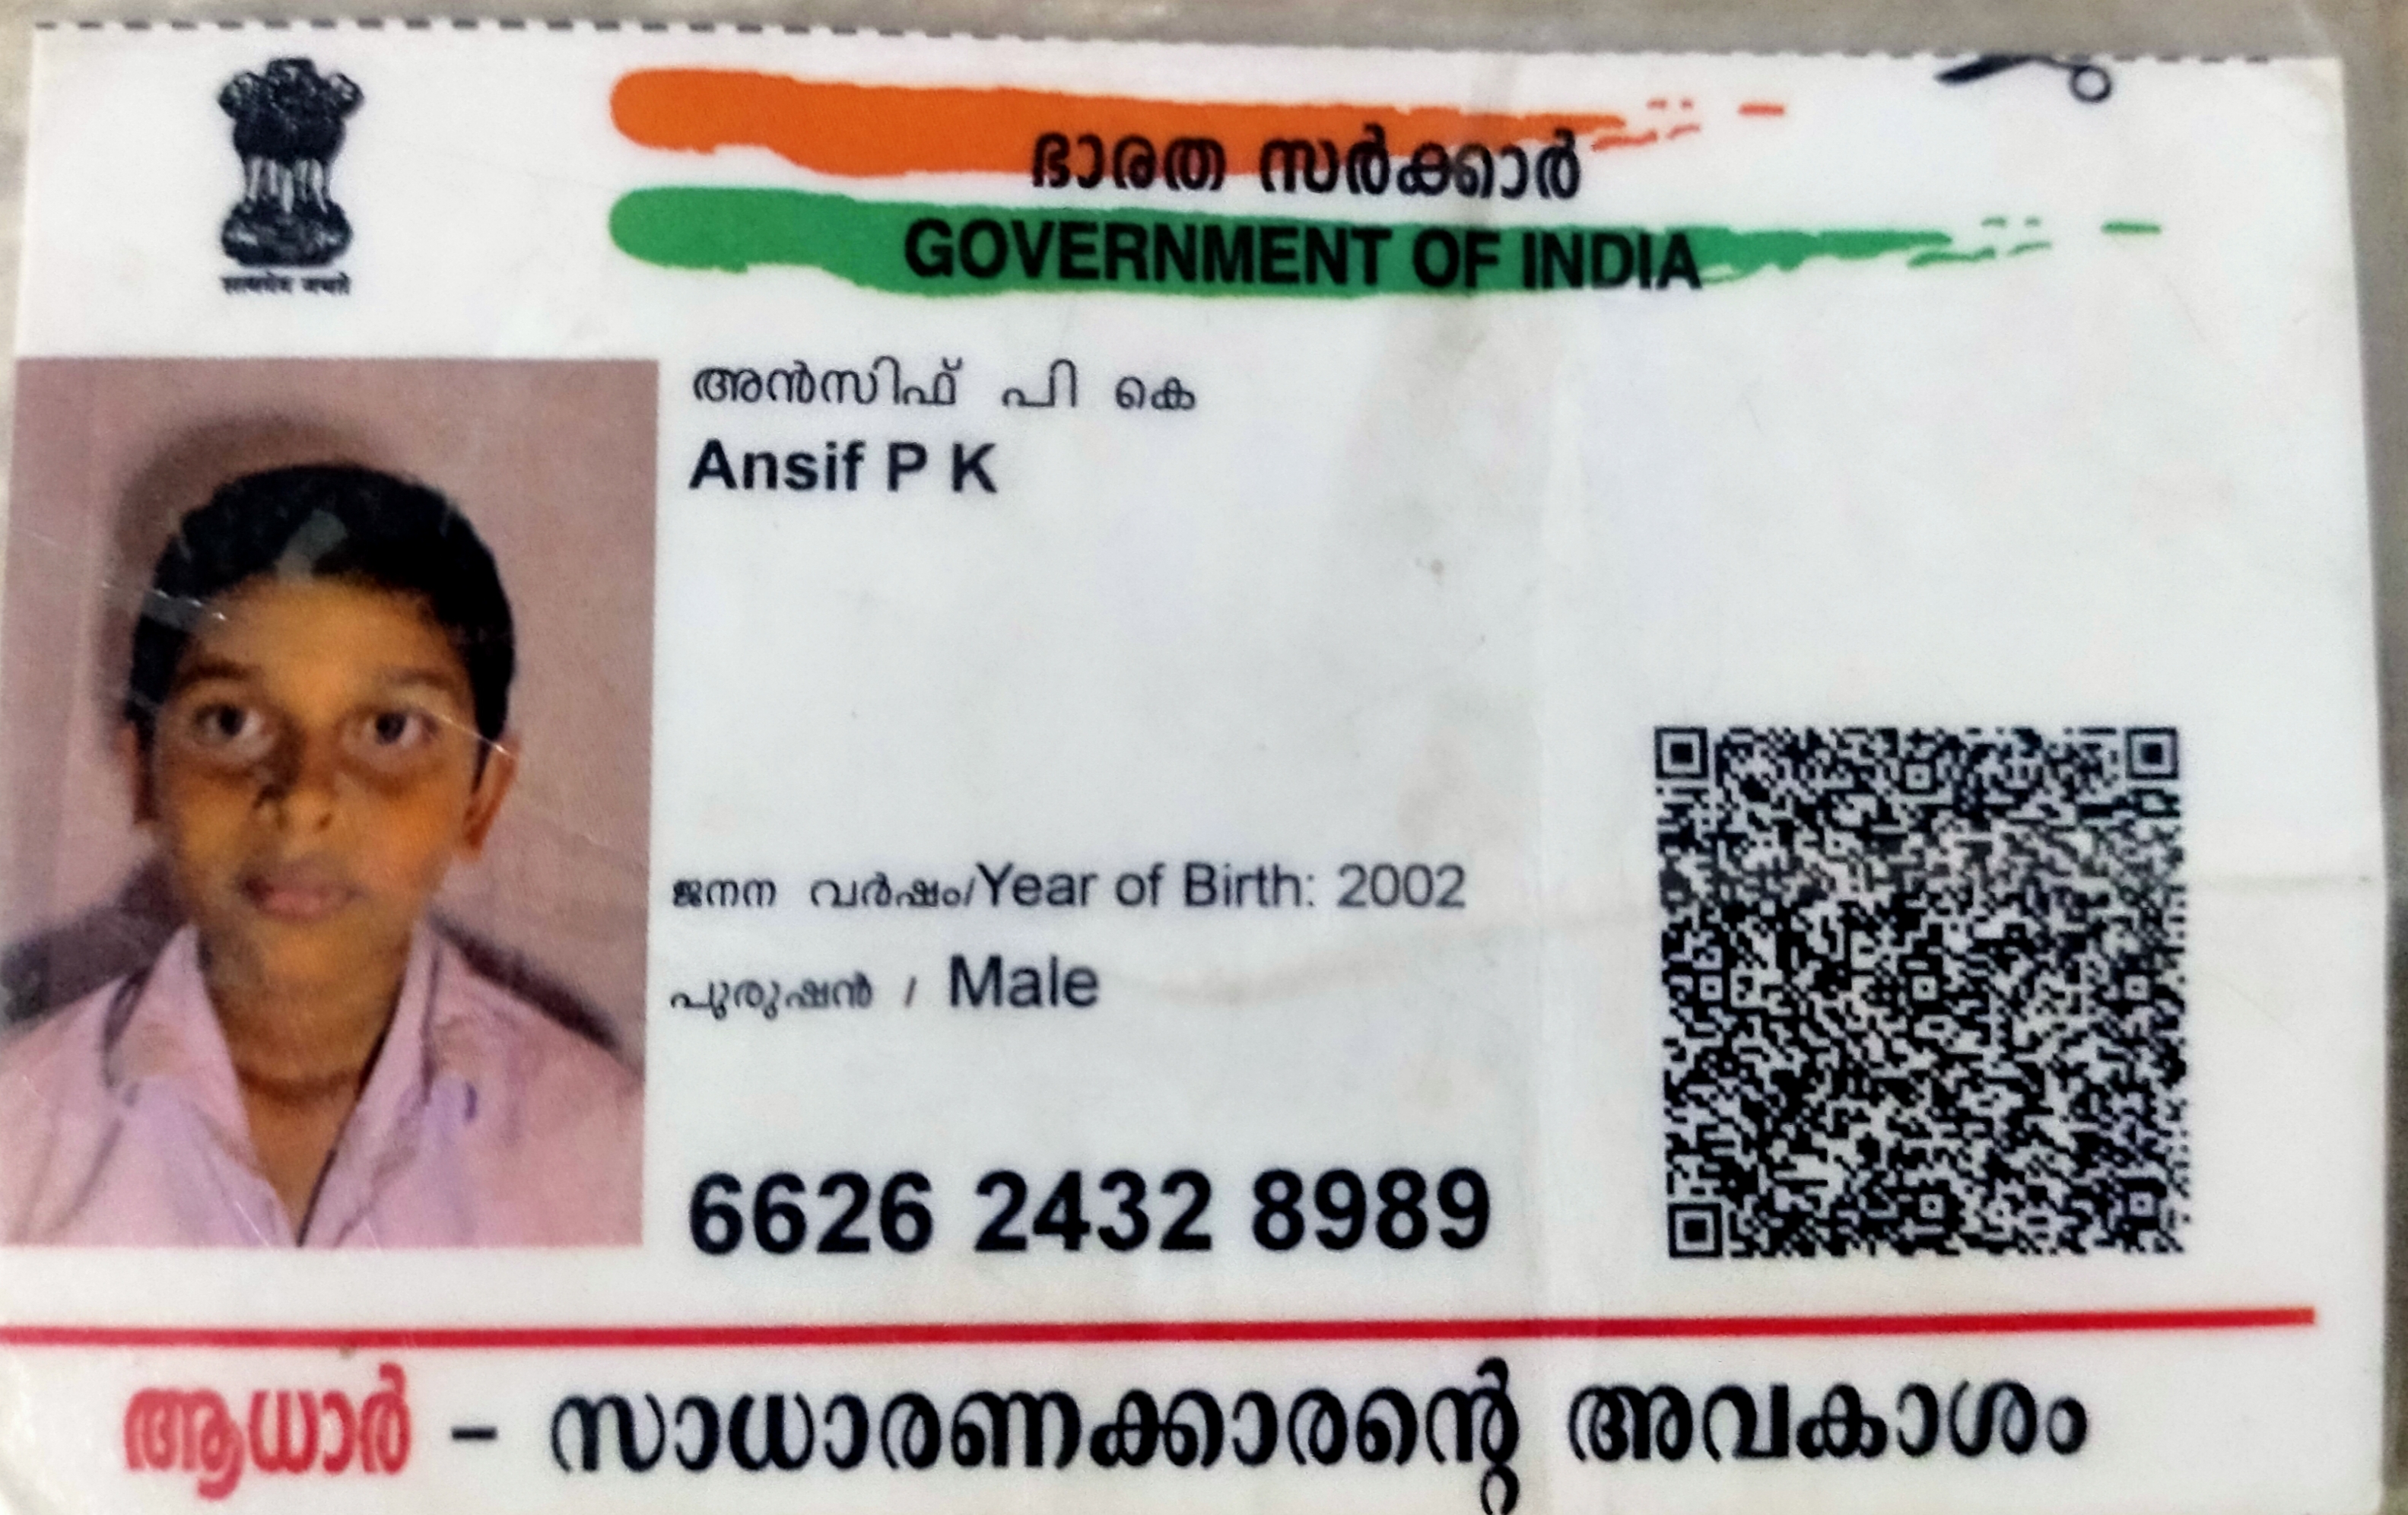 सत्यमेव जयते
ഭാരത സർക്കാർ
GOVERNMENT OF INDIA
അൻസിഫ് പി കെ
Ansif P K
ജനന വർഷം/Year of Birth: 2002
പുരുഷൻ / Male
6626 2432 8989
ആധാർ – സാധാരണക്കാരന്റെ അവകാശം